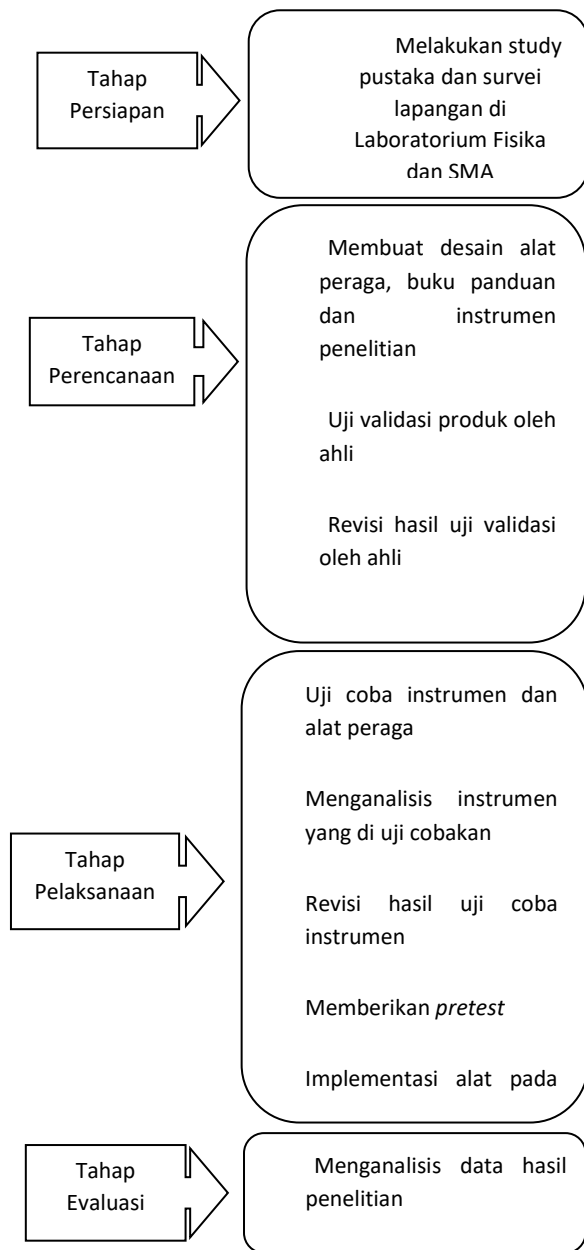 Tahap
Persiapan
Melakukan study
pustaka dan survei
lapangan di
Laboratorium Fisika
dan SMA
Tahap
Perencanaan
Membuat desain alat
peraga, buku panduan
dan instrumen
penelitian
Uji validasi produk oleh
ahli
Revisi hasil uji validasi
oleh ahli
Tahap
Pelaksanaan
Uji coba instrumen dan
alat peraga
Menganalisis instrumen
yang di uji cobakan
Revisi hasil uji coba
instrumen
Memberikan pretest
Implementasi alat pada
Tahap
Evaluasi
Menganalisis data hasil
penelitian